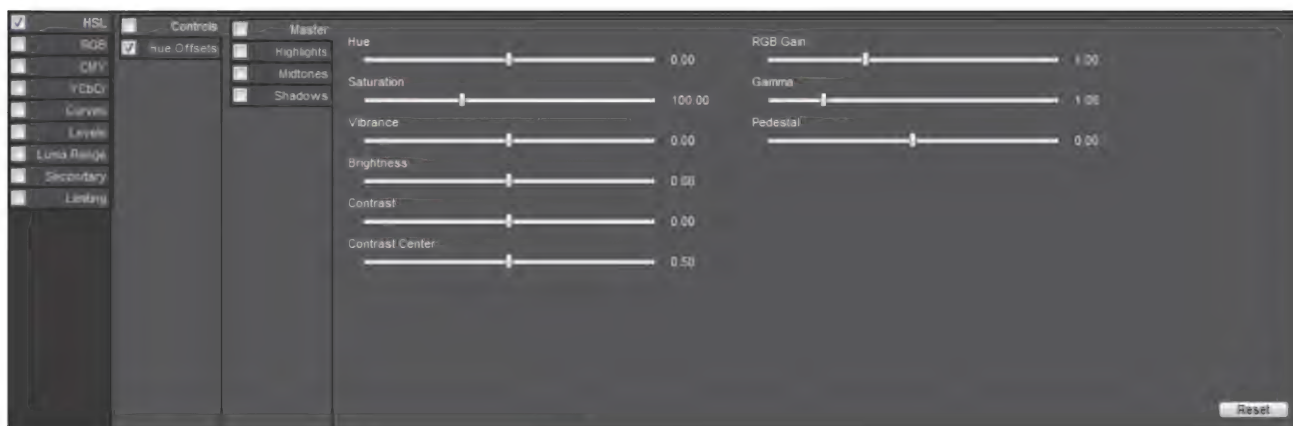 HSL
RGB
CMY
YCbCr
Curves
Levels
Luma Range
Secondary
Limiting
Controls
Hue Offsets
Master
Highlights
Midtones
Shadows
Hue 0.00
Saturation 100.00
Vibrance 0.00
Brightness 0.00
Contrast 0.00
Contrast Center 0.50
RGB Gain 1.00
Gamma 1.00
Pedestal 0.00
Reset